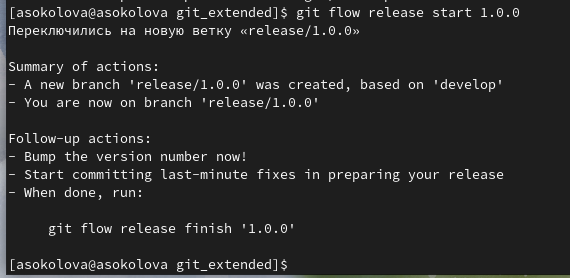 [asokolova@asokolova git_extended]$ git flow release start 1.0.0
Переключились на новую ветку «release/1.0.0»
Summary of actions:
- A new branch 'release/1.0.0' was created, based on 'develop'
- You are now on branch 'release/1.0.0'
Follow-up actions:
- Bump the version number now!
- Start committing last-minute fixes in preparing your release
- When done, run:
git flow release finish '1.0.0'
[asokolova@asokolova git_extended]$